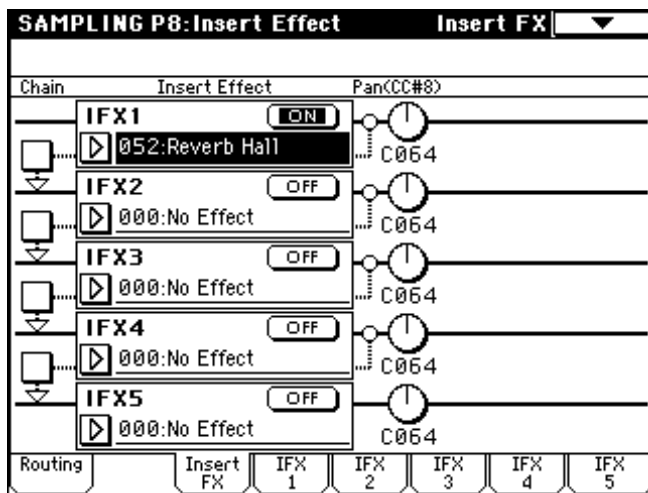 SAMPLING P8:Insert Effect Insert FX
Chain Insert Effect Pan(CC#8)
IFX1 ON
052:Reverb Hall
C064
IFX2 OFF
000:No Effect
C064
IFX3 OFF
000:No Effect
C064
IFX4 OFF
000:No Effect
C064
IFX5 OFF
000:No Effect
C064
Routing Insert FX IFX 1 IFX 2 IFX 3 IFX 4 IFX 5